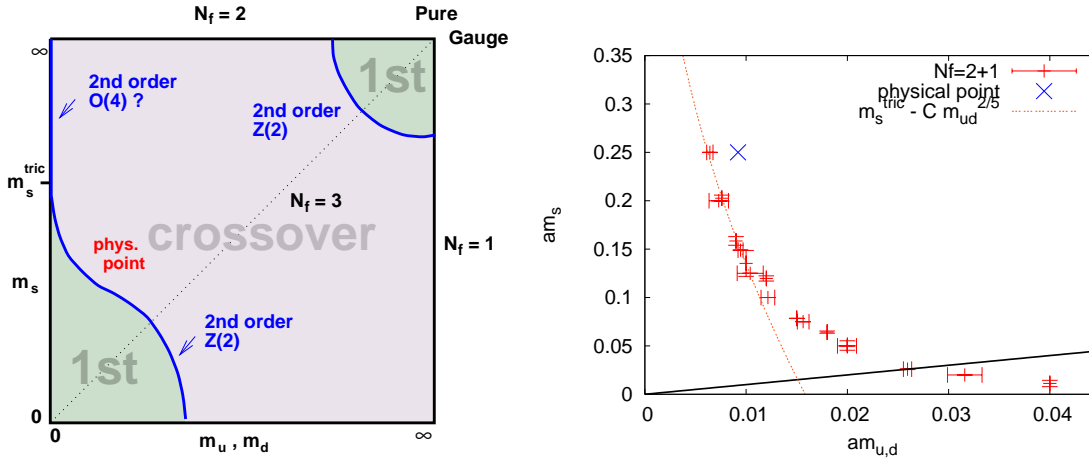 N_f = 2
Pure
Gauge
∞
2nd order
O(4) ?
1st
2nd order
Z(2)
m_s^tric
N_f = 3
phys.
point
crossover
N_f = 1
m_s
2nd order
Z(2)
1st
0
0
m_u , m_d
∞
Nf=2+1
physical point
m_s^tric - C m_ud^2/5
0.35
0.3
0.25
0.2
0.15
0.1
0.05
0
am_s
0
0.01
0.02
0.03
0.04
am_u,d